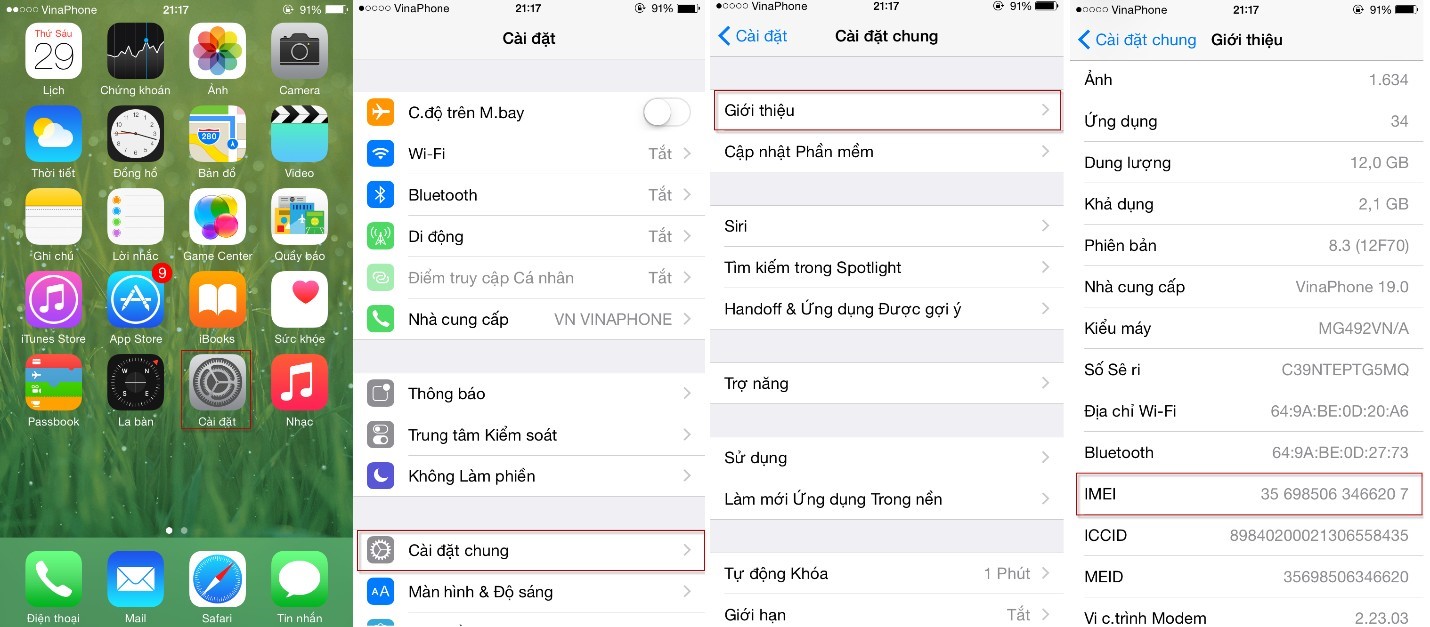 VinaPhone 21:17 91%
Thứ Sáu
29
Lịch Chứng khoán Ảnh Camera
280
Thời tiết Đồng hồ Bản đồ Video
Ghi chú Lời nhắc Game Center Quầy báo
9
iTunes Store App Store iBooks Sức khỏe
Passbook La bàn Cài đặt Nhạc
Điện thoại Mail Safari Tin nhắn
VinaPhone 21:17 91%
Cài đặt
C.độ trên M.bay
Wi-Fi Tắt
Bluetooth Tắt
Di động Tắt
Điểm truy cập Cá nhân Tắt
Nhà cung cấp VN VINAPHONE
Thông báo
Trung tâm Kiểm soát
Không Làm phiền
Cài đặt chung
AA Màn hình & Độ sáng
VinaPhone 21:17 91%
Cài đặt Cài đặt chung
Giới thiệu
Cập nhật Phần mềm
Siri
Tìm kiếm trong Spotlight
Handoff & Ứng dụng Được gợi ý
Trợ năng
Sử dụng
Làm mới Ứng dụng Trong nền
Tự động Khóa 1 Phút
Giới hạn Tắt
VinaPhone 21:17 91%
Cài đặt chung Giới thiệu
Ảnh 1.634
Ứng dụng 34
Dung lượng 12,0 GB
Khả dụng 2,1 GB
Phiên bản 8.3 (12F70)
Nhà cung cấp VinaPhone 19.0
Kiểu máy MG492VN/A
Số Sê ri C39NTEPTG5MQ
Địa chỉ Wi-Fi 64:9A:BE:0D:20:A6
Bluetooth 64:9A:BE:0D:27:73
IMEI 35 698506 346620 7
ICCID 89840200021306558435
MEID 35698506346620
Vi c.trình Modem 2.23.03